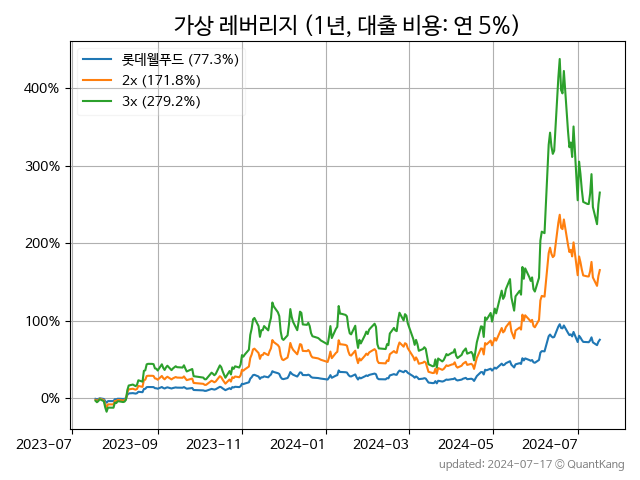 가상 레버리지 (1년, 대출 비용: 연 5%)
롯데웰푸드 (77.3%)
2x (171.8%)
3x (279.2%)
400%
300%
200%
100%
0%
2023-07 2023-09 2023-11 2024-01 2024-03 2024-05 2024-07
updated: 2024-07-17 © QuantKang